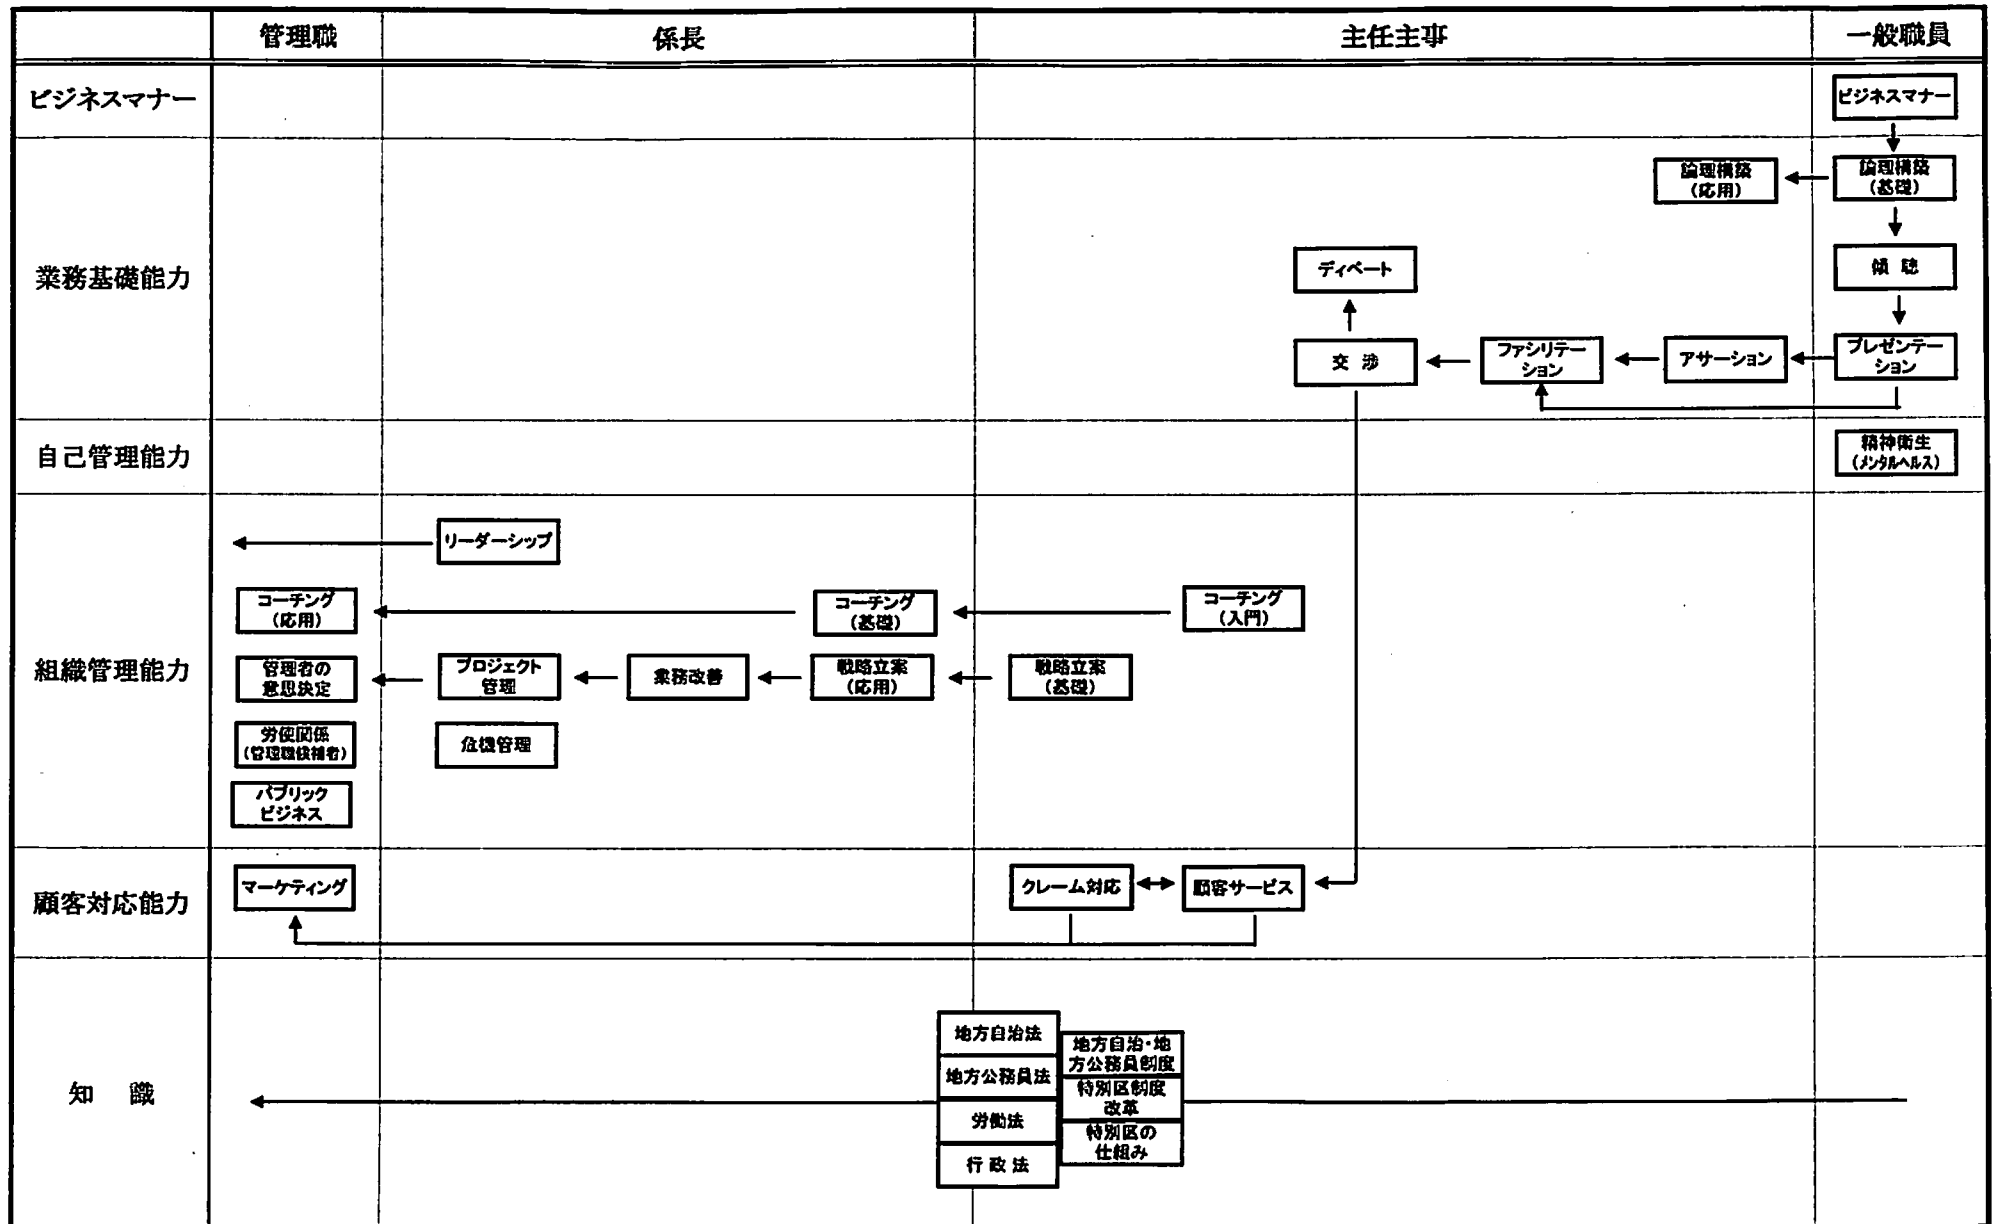 管理職 係長 主任主事 一般職員
ビジネスマナー
ビジネスマナー
業務基礎能力
論理構築
(応用)
論理構築
(基礎)
ディベート
傾 聴
交 渉
ファシリテー
ション
アサーション
プレゼンテー
ション
自己管理能力
精神衛生
(メンタルヘルス)
組織管理能力
リーダーシップ
コーチング
(応用)
コーチング
(基礎)
コーチング
(入門)
管理者の
意思決定
プロジェクト
管理
業務改善
戦略立案
(応用)
戦略立案
(基礎)
労使関係
(管理職候補者)
危機管理
パブリック
ビジネス
顧客対応能力
マーケティング
クレーム対応
顧客サービス
知 識
地方自治法
地方公務員法
労働法
行 政 法
地方自治・地
方公務員制度
特別区制度
改革
特別区の
仕組み